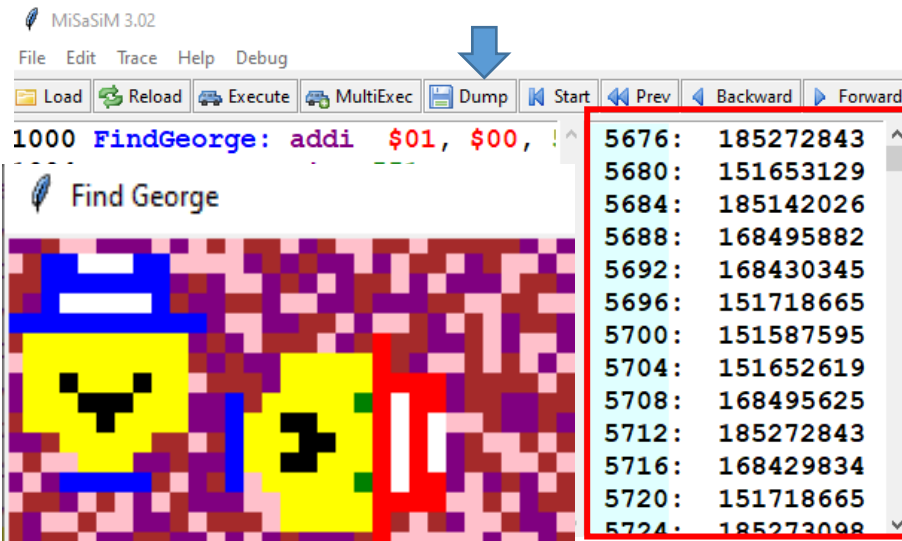 MiSaSiM 3.02
File Edit Trace Help Debug
Load Reload Execute MultiExec Dump Start Prev Backward Forward
1000 FindGeorge: addi $01, $00,
Find George
5676: 185272843
5680: 151653129
5684: 185142026
5688: 168495882
5692: 168430345
5696: 151718665
5700: 151587595
5704: 151652619
5708: 168495625
5712: 185272843
5716: 168429834
5720: 151718665
5724: 185273098